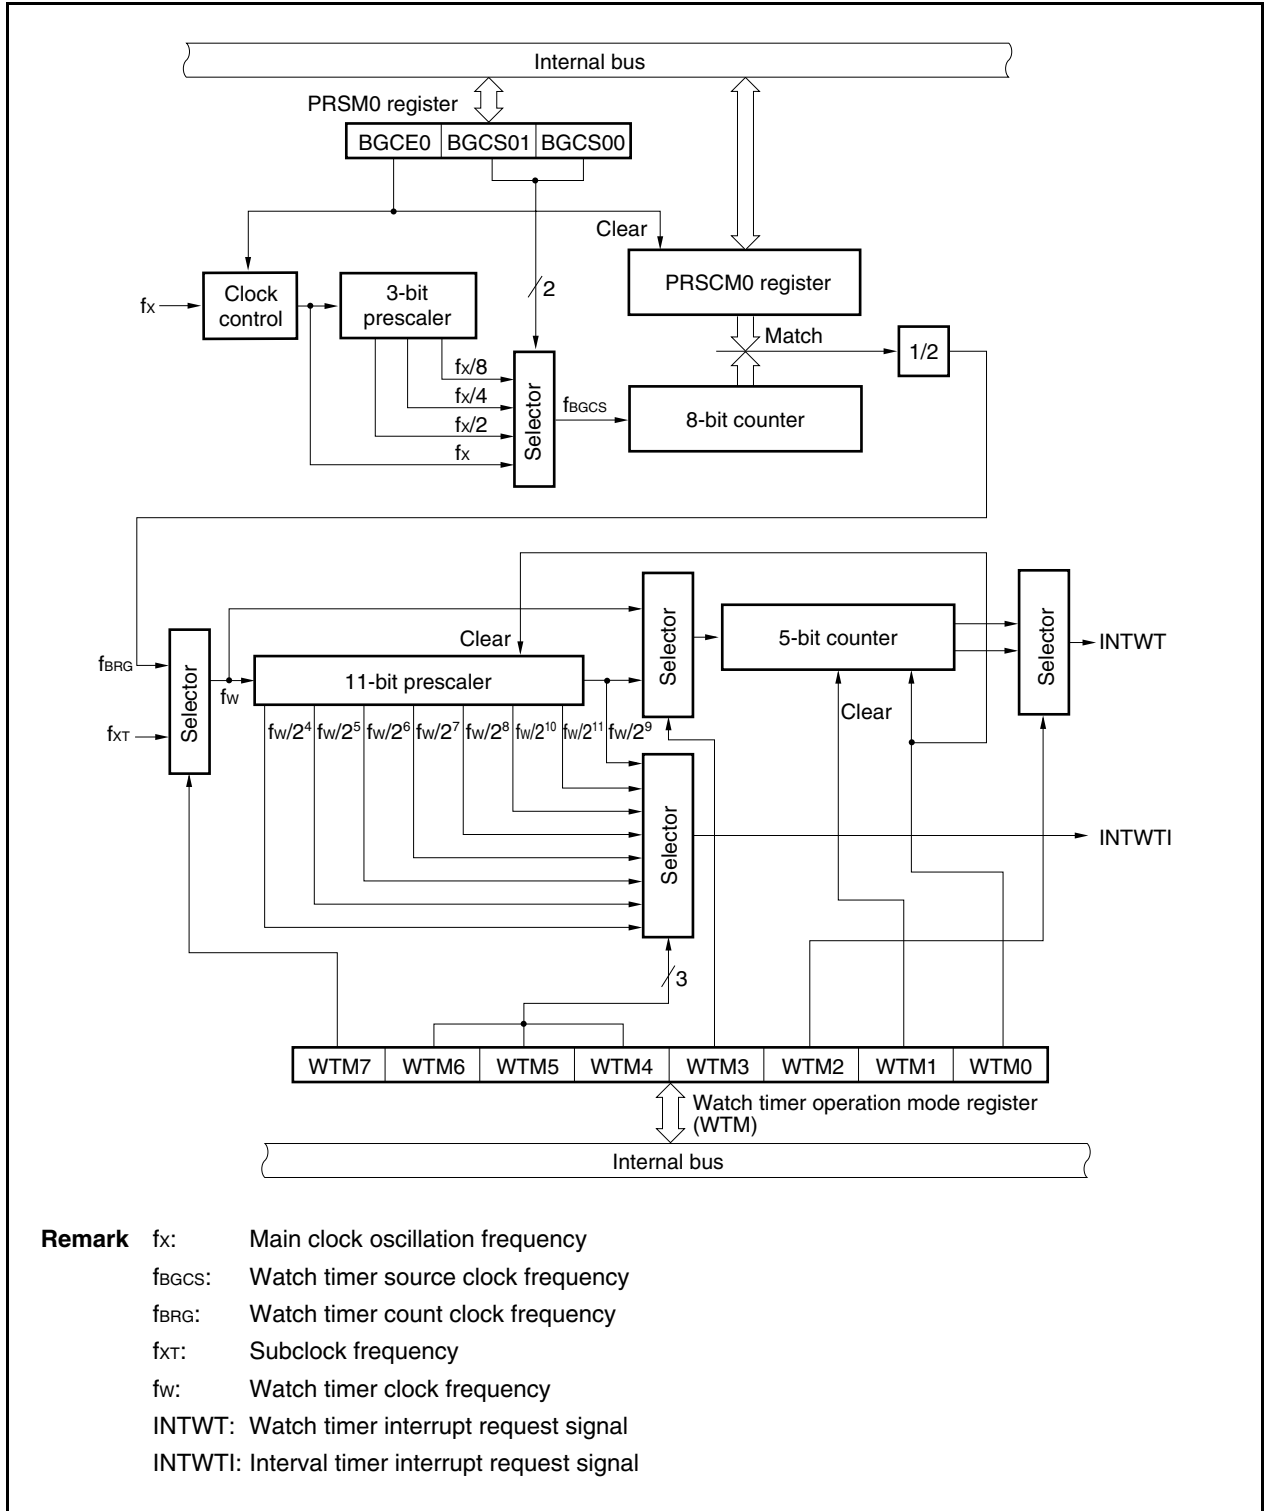 Internal bus
PRSM0 register
BGCE0 BGCS01 BGCS00
Clear
PRSCM0 register
2
fX
Clock
control
3-bit
prescaler
Match
1/2
fX/8
fX/4
fX/2
fX
Selector
fBGCS
8-bit counter
Selector
5-bit counter
Selector
INTWT
Clear
fBRG
Selector
fW
11-bit prescaler
fXT
fW/2⁴ fW/2⁵ fW/2⁶ fW/2⁷ fW/2⁸ fW/2¹⁰ fW/2¹¹ fW/2⁹
Clear
Selector
INTWTI
3
WTM7 WTM6 WTM5 WTM4 WTM3 WTM2 WTM1 WTM0
Watch timer operation mode register
(WTM)
Internal bus
Remark fX: Main clock oscillation frequency
fBGCS: Watch timer source clock frequency
fBRG: Watch timer count clock frequency
fXT: Subclock frequency
fW: Watch timer clock frequency
INTWT: Watch timer interrupt request signal
INTWTI: Interval timer interrupt request signal